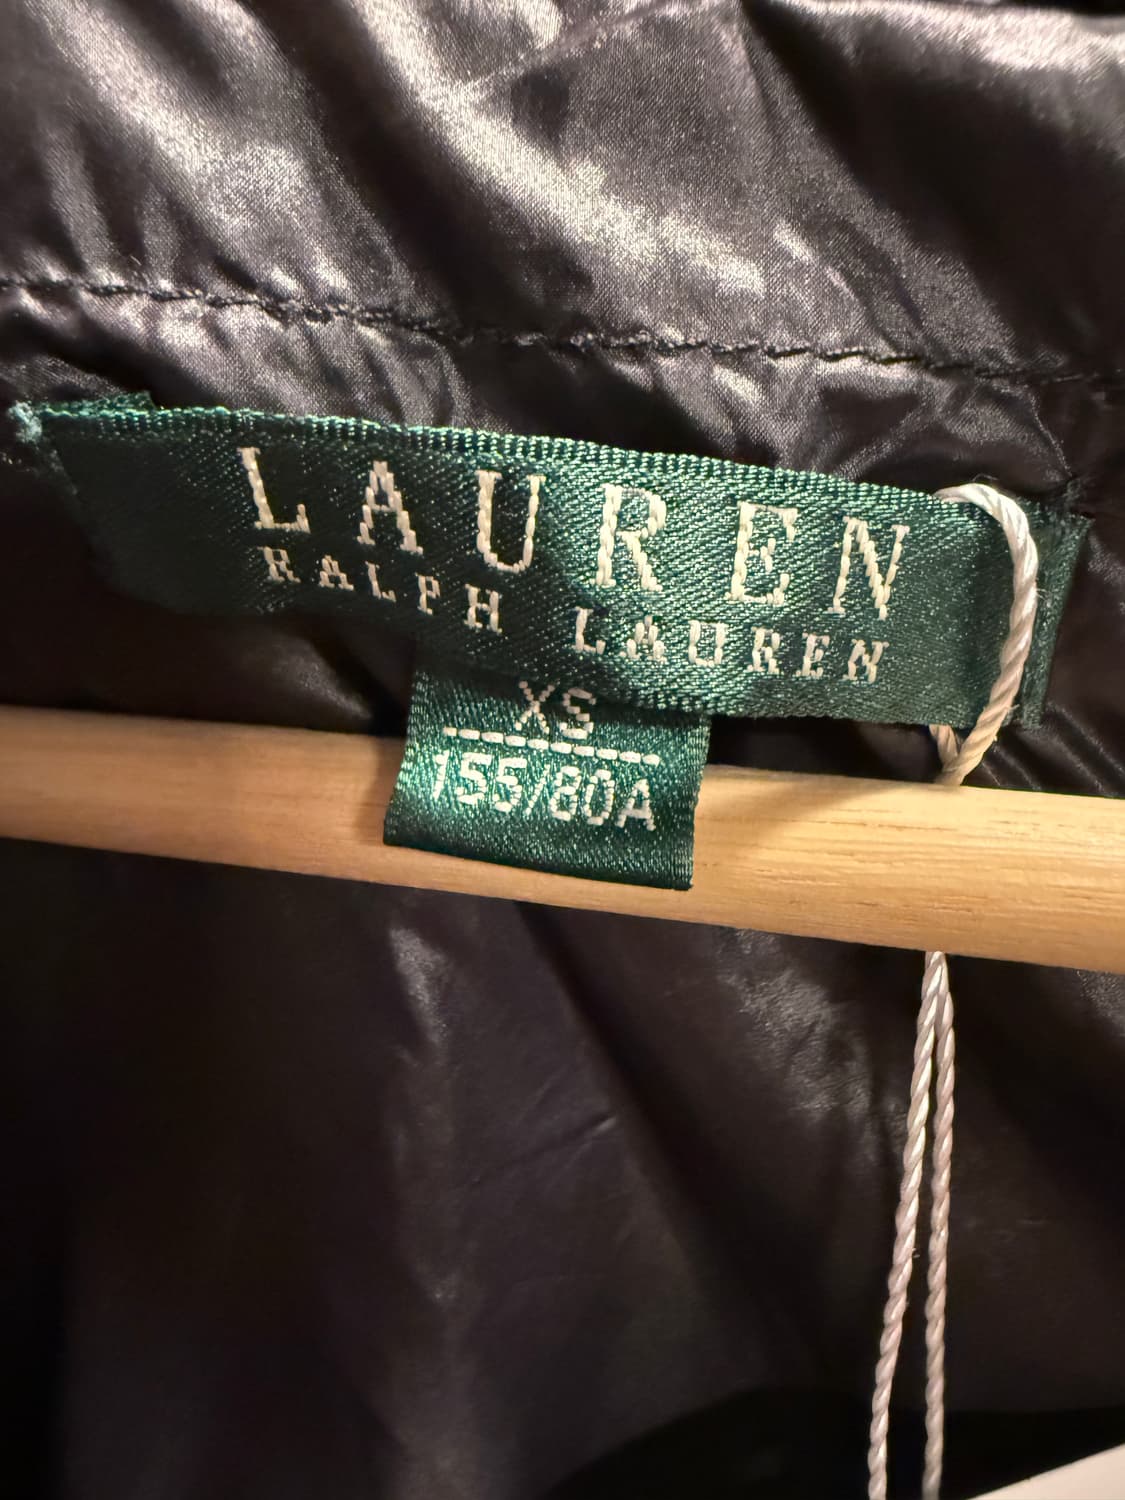 LAUREN
RALPH LAUREN
XS
155/80A